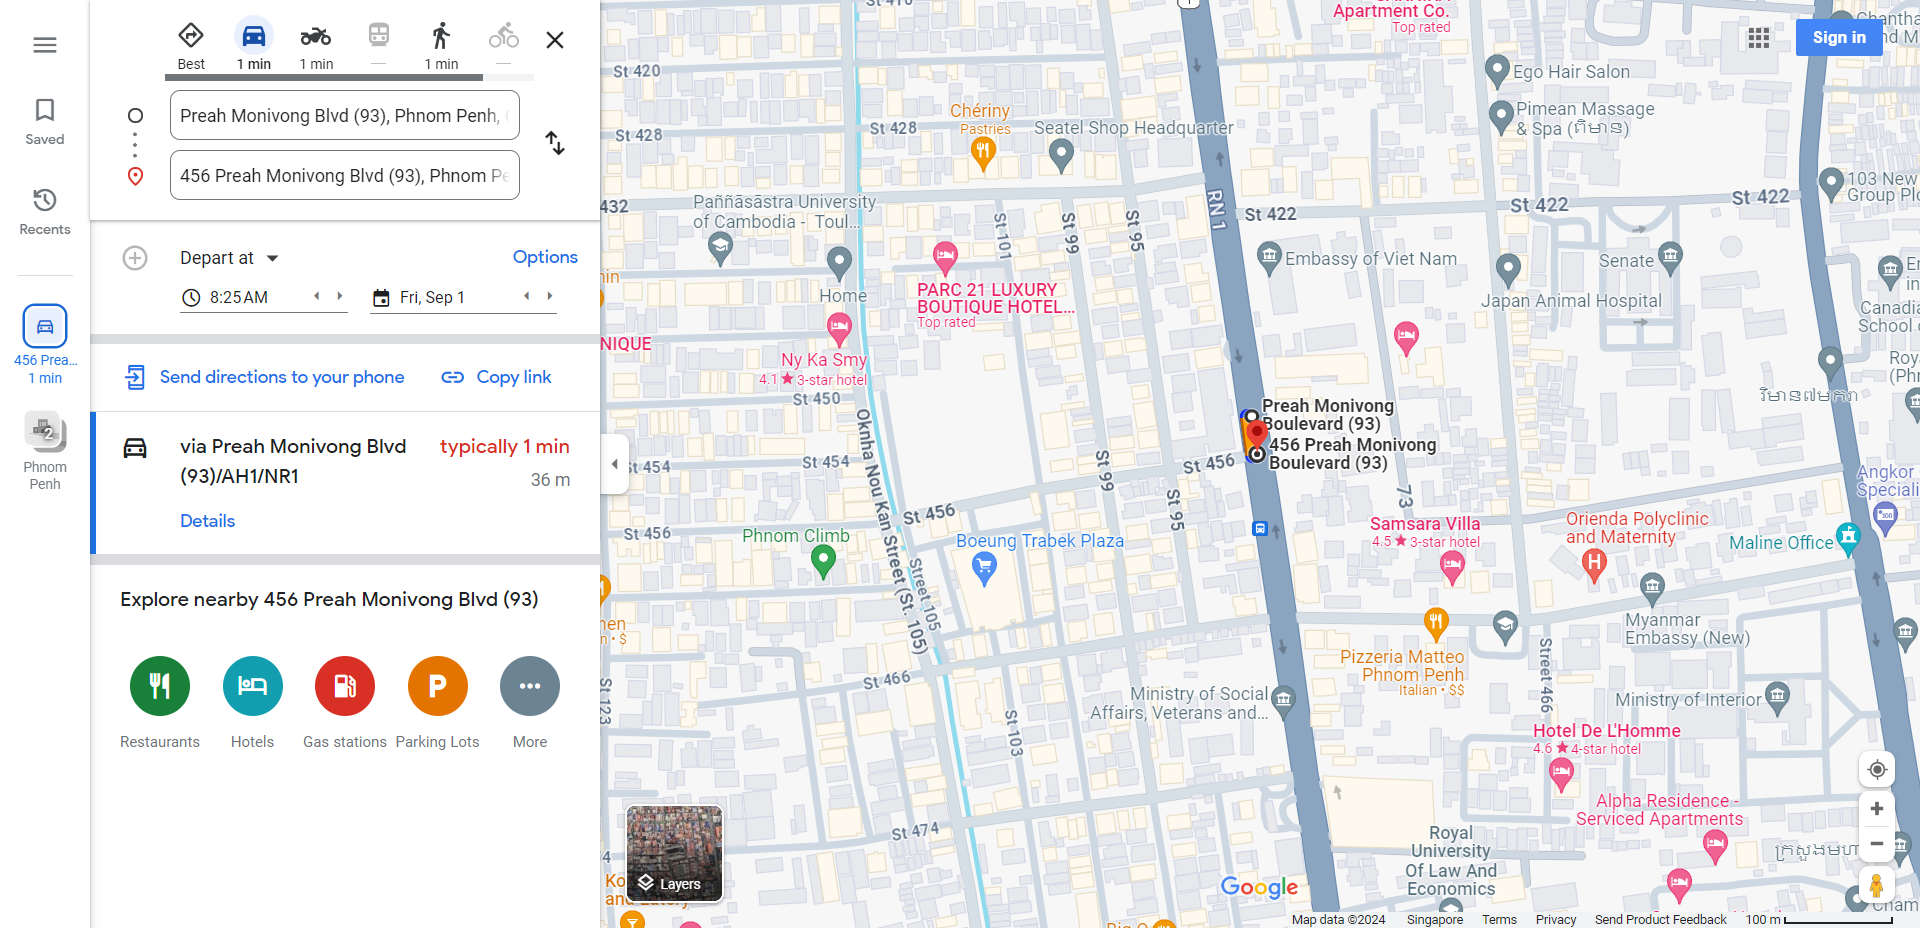 Saved
Recents
456 Prea...
1 min
2
Phnom
Penh
Best
1 min
1 min
—
1 min
—
Preah Monivong Blvd (93), Phnom Penh,
456 Preah Monivong Blvd (93), Phnom Pe
Depart at
Options
8:25 AM
Fri, Sep 1
Send directions to your phone
Copy link
via Preah Monivong Blvd
(93)/AH1/NR1
typically 1 min
36 m
Details
Explore nearby 456 Preah Monivong Blvd (93)
P
Restaurants
Hotels
Gas stations
Parking Lots
More
Sign in
St 410
1
Apartment Co.
Top rated
St 420
Ego Hair Salon
Chériny
Pastries
St 428
St 428
Seatel Shop Headquarter
Pimean Massage
& Spa (ពិមាន)
103 New
Group Pl
432
Paññāsāstra University
of Cambodia - Toul...
St 101
St 99
St 95
RN 1
St 422
St 422
St 422
Embassy of Viet Nam
Senate
Home
PARC 21 LUXURY
BOUTIQUE HOTEL...
Top rated
Japan Animal Hospital
Canadia
School o
NIQUE
Ny Ka Smy
4.1 ★ 3-star hotel
St 450
Roy
(Phn
Preah Monivong
Boulevard (93)
456 Preah Monivong
Boulevard (93)
Oknha Nou Kan Street (St. 105)
St 454
St 454
St 99
St 456
St 95
73
Angkor
Speciali
St 456
St 456
Phnom Climb
Boeung Trabek Plaza
Street 105
Samsara Villa
4.5 ★ 3-star hotel
Orienda Polyclinic
and Maternity
H
Maline Office
Myanmar
Embassy (New)
Pizzeria Matteo
Phnom Penh
Italian • $$
Street 466
St 466
St 123
St 103
Ministry of Social
Affairs, Veterans and...
Ministry of Interior
Hotel De L'Homme
4.6 ★ 4-star hotel
Alpha Residence -
Serviced Apartments
St 474
Royal
University
Of Law And
Economics
Layers
Google
Map data ©2024
Singapore
Terms
Privacy
Send Product Feedback
100 m